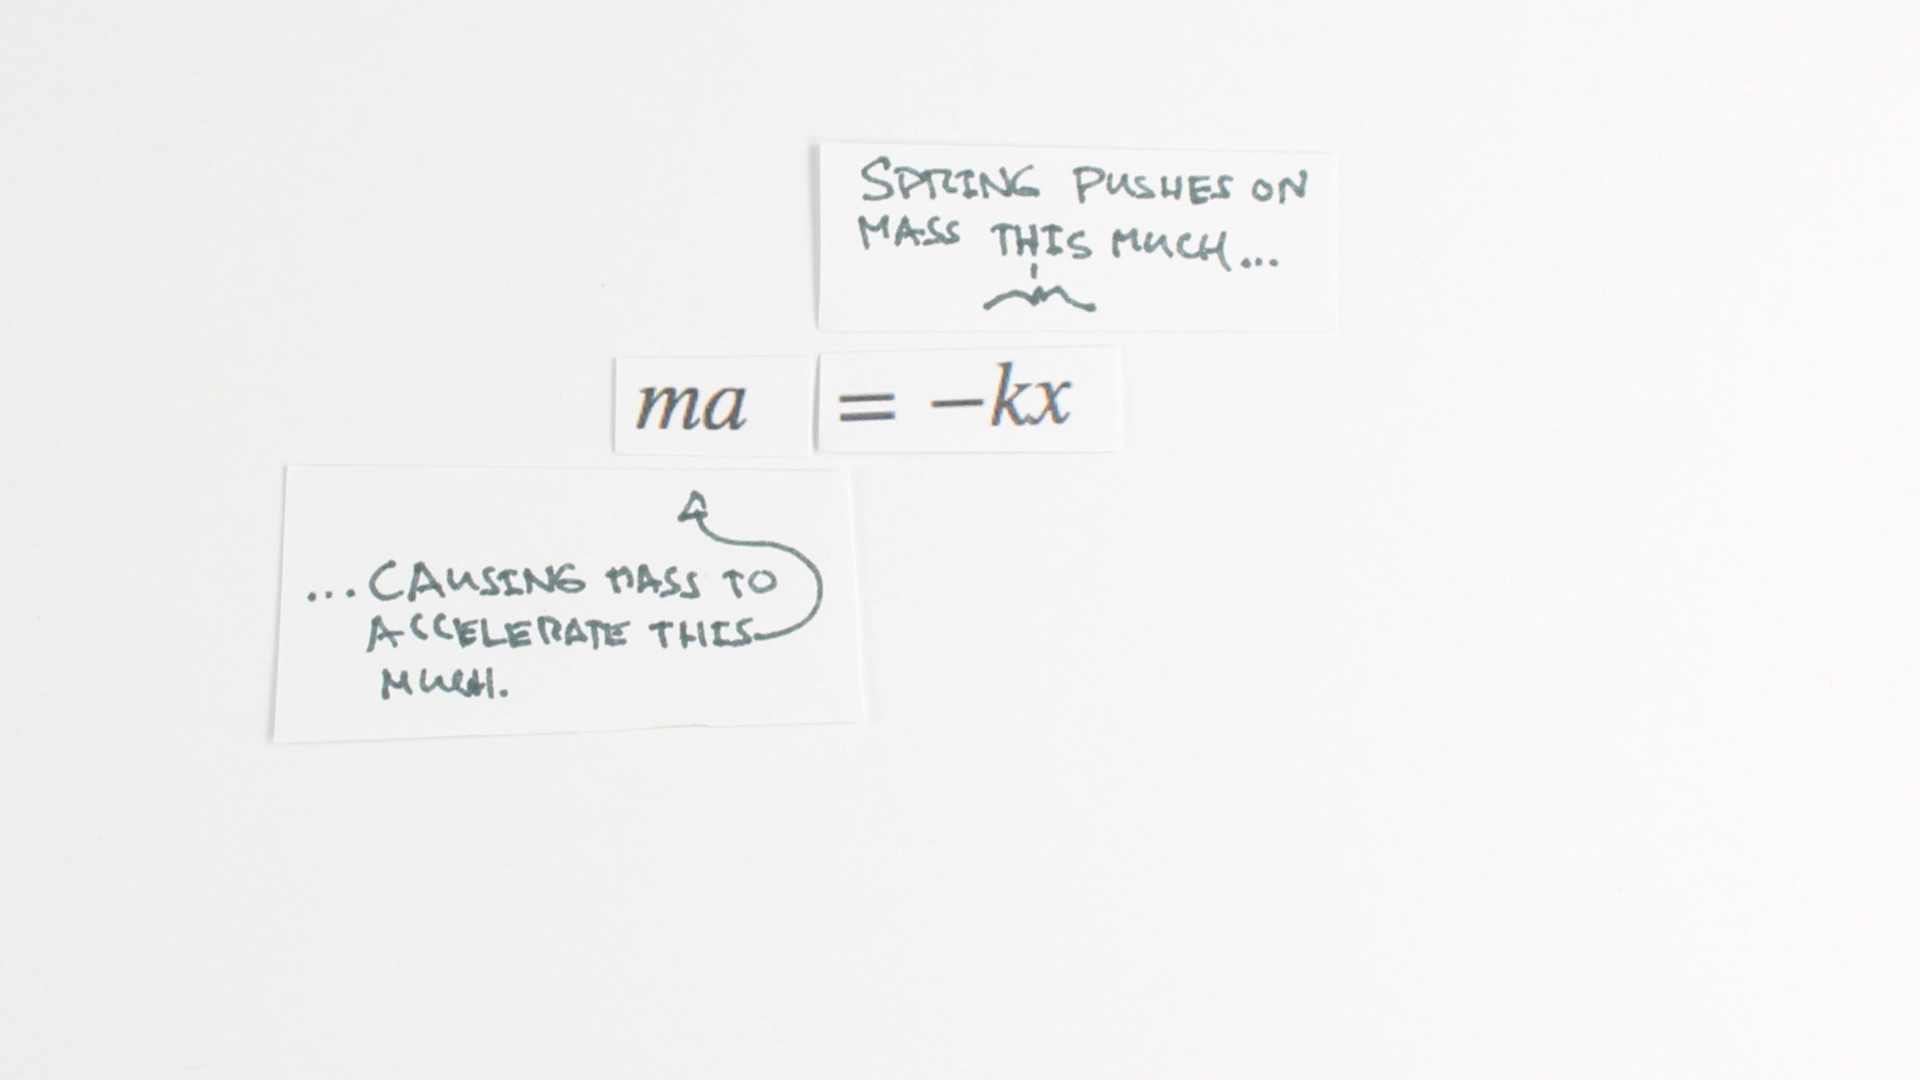 SPRING PUSHES ON
MASS THIS MUCH...
ma = −kx
...CAUSING MASS TO
ACCELERATE THIS
MUCH.